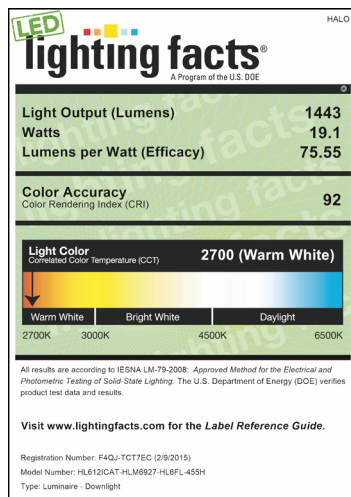 HALO
LED
lighting facts®
A Program of the U.S. DOE
Light Output (Lumens) 1443
Watts 19.1
Lumens per Watt (Efficacy) 75.55
Color Accuracy
Color Rendering Index (CRI) 92
Light Color
Correlated Color Temperature (CCT) 2700 (Warm White)
Warm White Bright White Daylight
2700K 3000K 4500K 6500K
All results are according to IESNA LM-79-2008: Approved Method for the Electrical and
Photometric Testing of Solid-State Lighting. The U.S. Department of Energy (DOE) verifies
product test data and results.
Visit www.lightingfacts.com for the Label Reference Guide.
Registration Number: F4QJ-TCT7EC (2/9/2015)
Model Number: HL612ICAT-HLM6927-HL6FL-455H
Type: Luminaire - Downlight